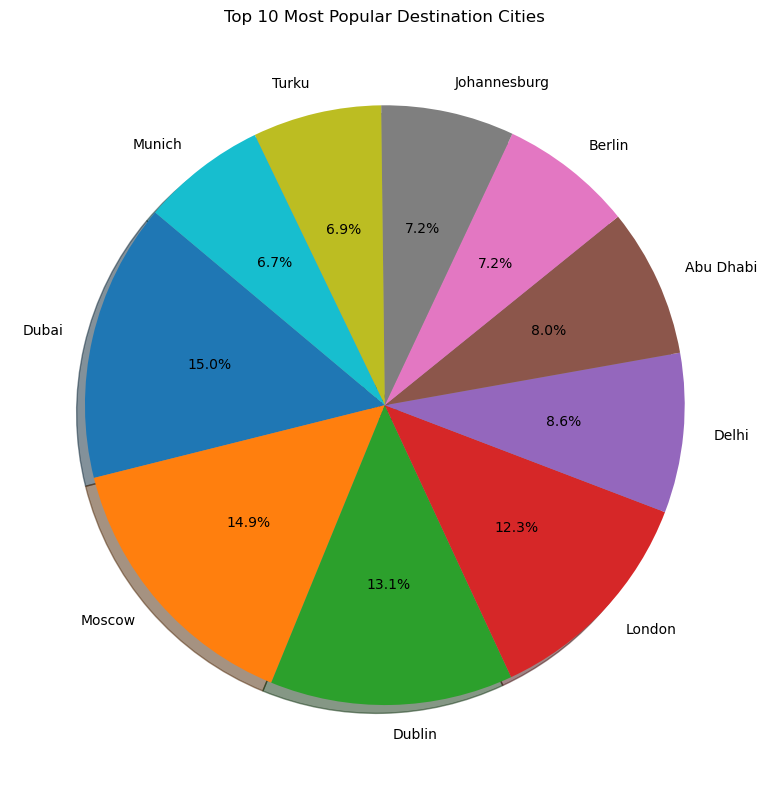 Top 10 Most Popular Destination Cities
Turku
Johannesburg
Munich
Berlin
6.9%
7.2%
6.7%
7.2%
Abu Dhabi
Dubai
8.0%
15.0%
8.6%
Delhi
14.9%
12.3%
13.1%
Moscow
London
Dublin